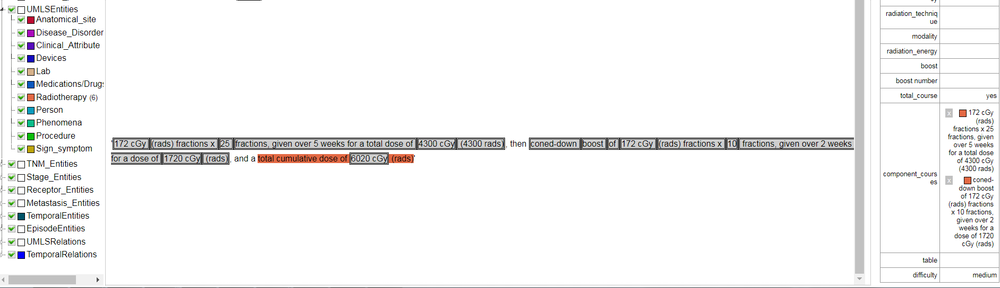 UMLSEntities
Anatomical_site
Disease_Disorder
Clinical_Attribute
Devices
Lab
Medications/Drugs
Radiotherapy (6)
Person
Phenomena
Procedure
Sign_symptom
TNM_Entities
Stage_Entities
Receptor_Entities
Metastasis_Entities
TemporalEntities
EpisodeEntities
UMLSRelations
TemporalRelations
'172 cGy (rads) fractions x 25 fractions, given over 5 weeks for a total dose of 4300 cGy (4300 rads), then coned-down boost of 172 cGy (rads) fractions x 10 fractions, given over 2 weeks
for a dose of 1720 cGy (rads), and a total cumulative dose of 6020 cGy (rads)'
radiation_techniq
ue
modality
radiation_energy
boost
boost number
total_course yes
component_cours
es
x 172 cGy
(rads)
fractions x 25
fractions, given
over 5 weeks
for a total dose
of 4300 cGy
(4300 rads)
x coned-
down boost
of 172 cGy
(rads) fractions
x 10 fractions,
given over 2
weeks for a
dose of 1720
cGy (rads)
table
difficulty medium